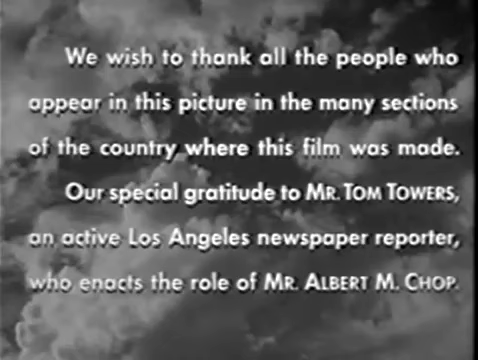 We wish to thank all the people who
appear in this picture in the many sections
of the country where this film was made.
Our special gratitude to MR. TOM TOWERS,
an active Los Angeles newspaper reporter,
who enacts the role of MR. ALBERT M. CHOP.